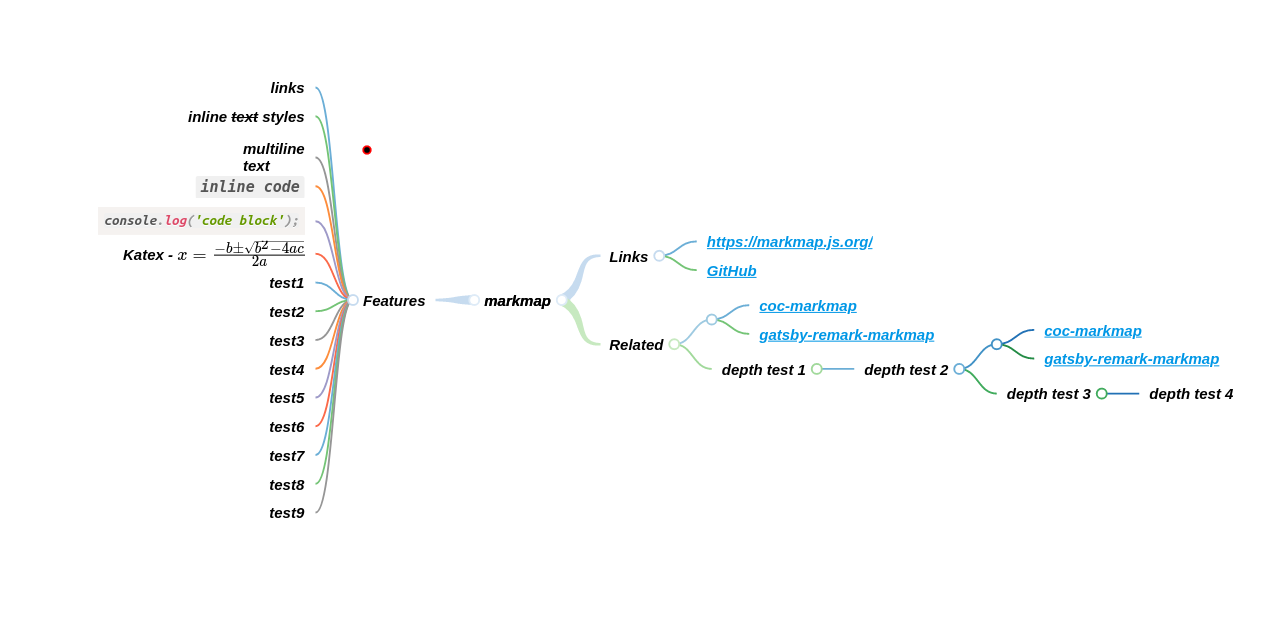 links
inline text styles
multiline
text
inline code
console.log('code block');
Katex - x = \frac{-b±\sqrt{b^2-4ac}}{2a}
test1
test2
test3
test4
test5
test6
test7
test8
test9
Features
markmap
Links
https://markmap.js.org/
GitHub
Related
coc-markmap
gatsby-remark-markmap
depth test 1
depth test 2
coc-markmap
gatsby-remark-markmap
depth test 3
depth test 4